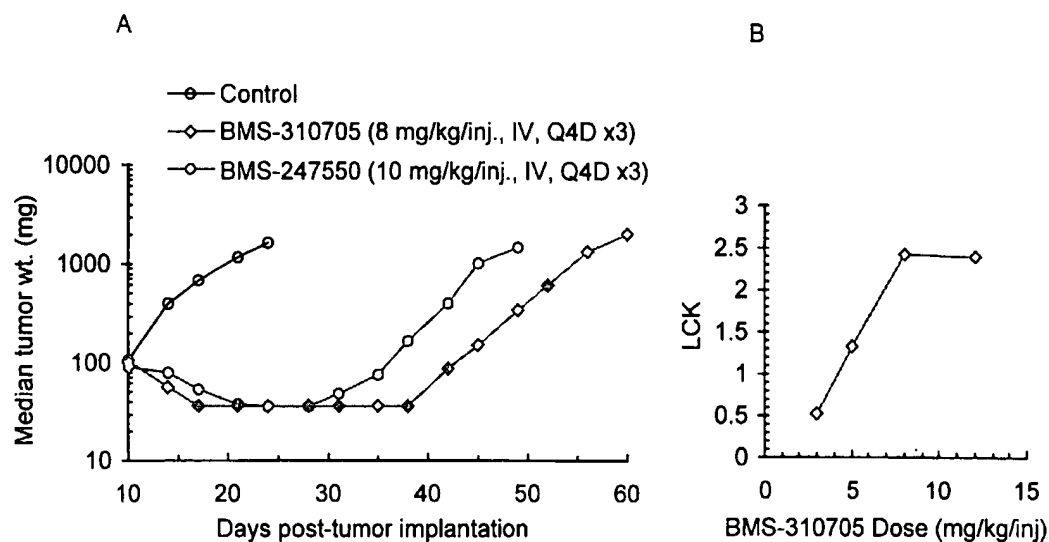 A
B
Control
BMS-310705 (8 mg/kg/inj., IV, Q4D x3)
BMS-247550 (10 mg/kg/inj., IV, Q4D x3)
Median tumor wt. (mg)
10000
1000
100
10
10 20 30 40 50 60
Days post-tumor implantation
LCK
3
2.5
2
1.5
1
0.5
0
0 5 10 15
BMS-310705 Dose (mg/kg/inj)